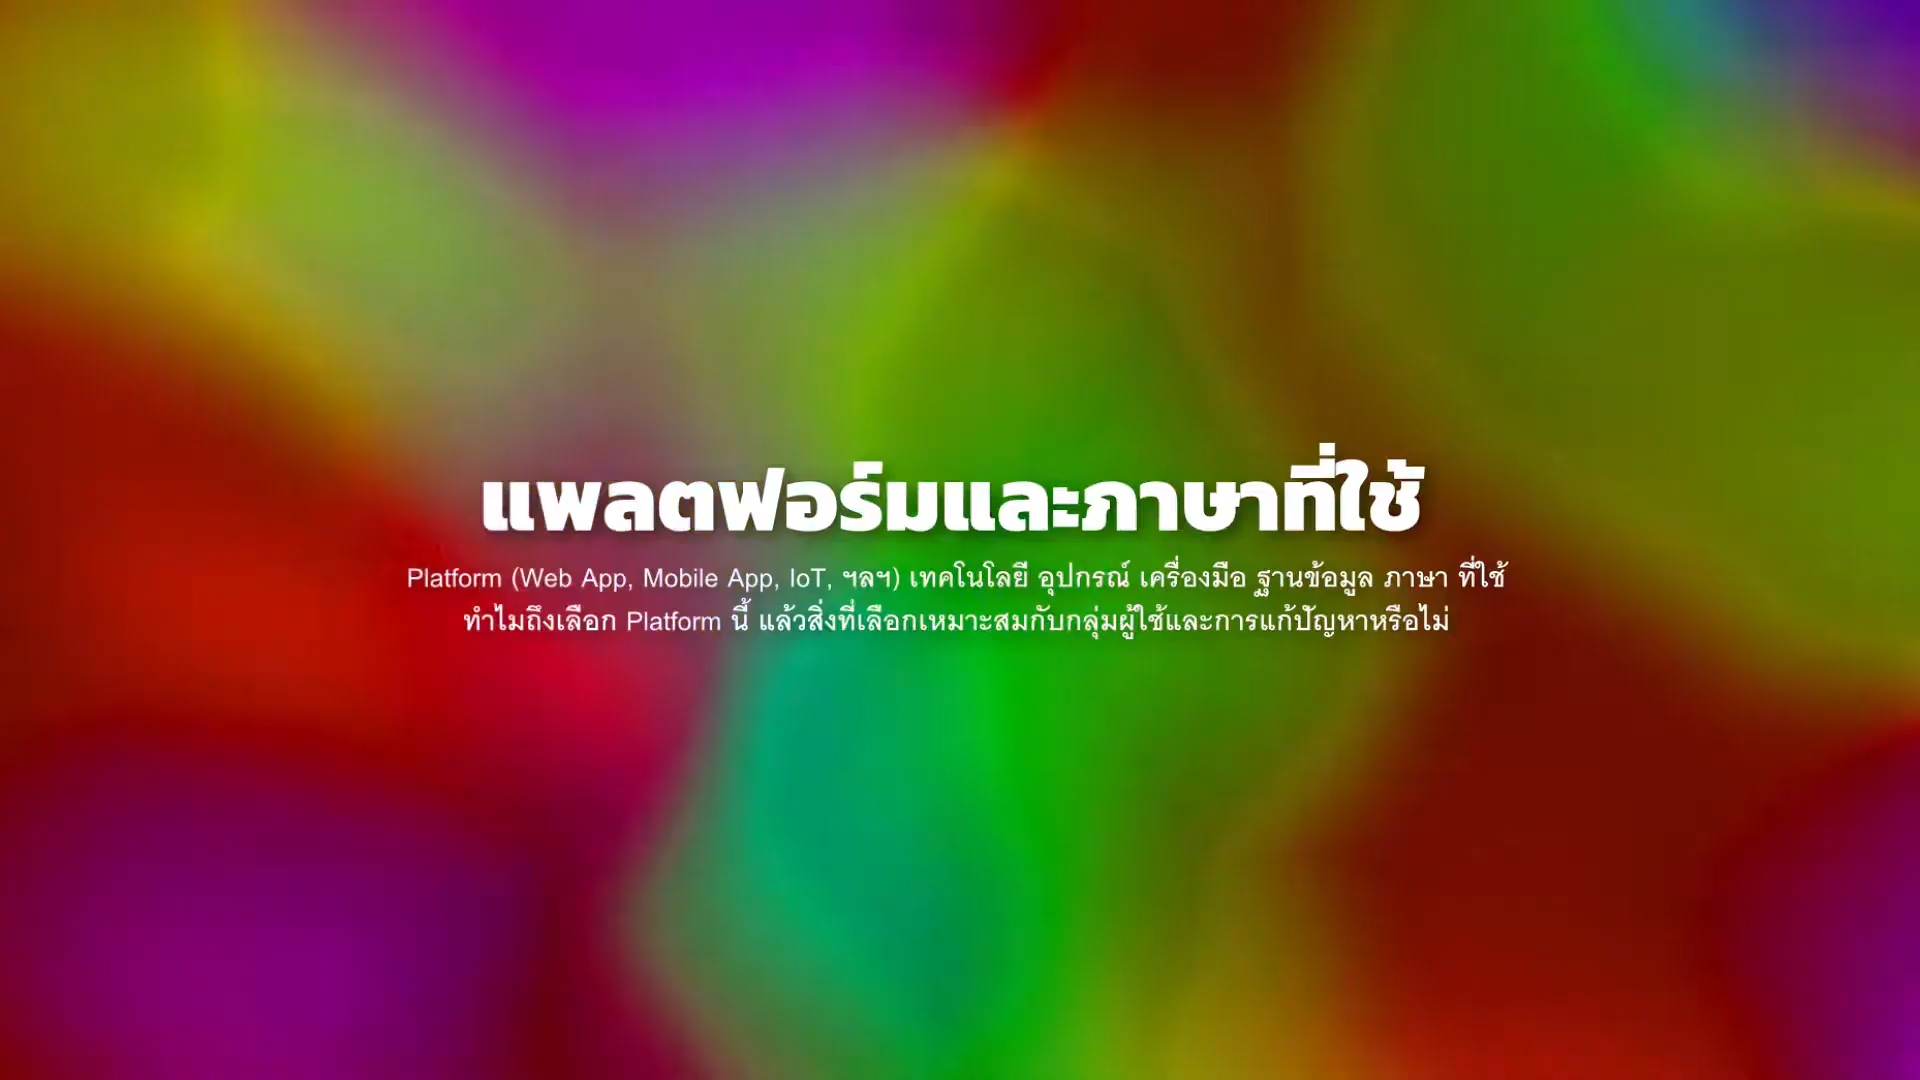 แพลตฟอร์มและภาษาที่ใช้
Platform (Web App, Mobile App, IoT, ฯลฯ) เทคโนโลยี อุปกรณ์ เครื่องมือ ฐานข้อมูล ภาษา ที่ใช้
ทำไมถึงเลือก Platform นี้ แล้วสิ่งที่เลือกเหมาะสมกับกลุ่มผู้ใช้และการแก้ปัญหาหรือไม่